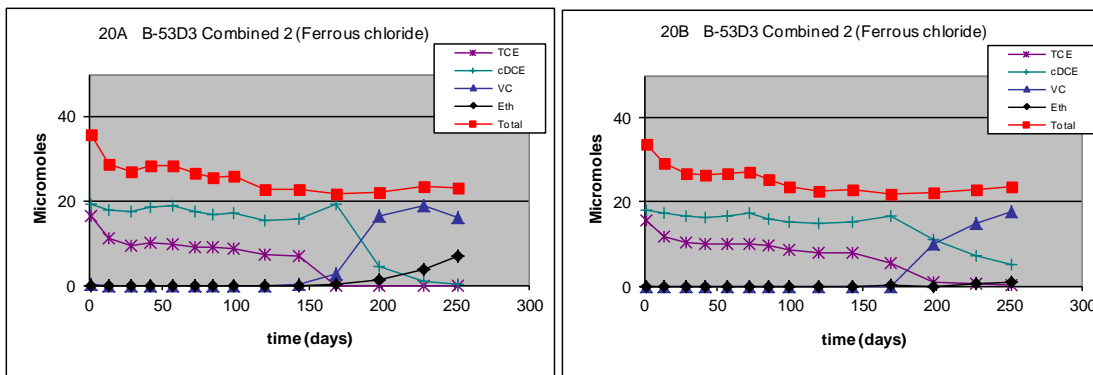 20A B-53D3 Combined 2 (Ferrous chloride)
TCE
cDCE
VC
Eth
Total
Micromoles
40
20
0
0 50 100 150 200 250 300
time (days)
20B B-53D3 Combined 2 (Ferrous chloride)
TCE
cDCE
VC
Eth
Total
Micromoles
40
20
0
0 50 100 150 200 250 300
time (days)